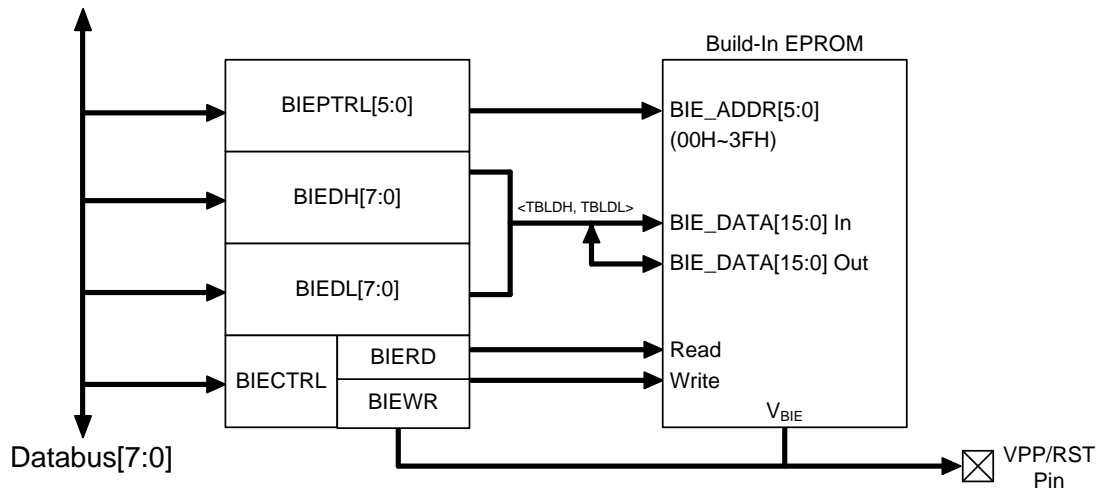 Build-In EPROM
BIEPTRL[5:0]
BIE_ADDR[5:0]
(00H~3FH)
BIEDH[7:0]
<TBLDH, TBLDL>
BIE_DATA[15:0] In
BIE_DATA[15:0] Out
BIEDL[7:0]
BIERD
Read
BIECTRL
Write
BIEWR
VBIE
Databus[7:0]
VPP/RST
Pin